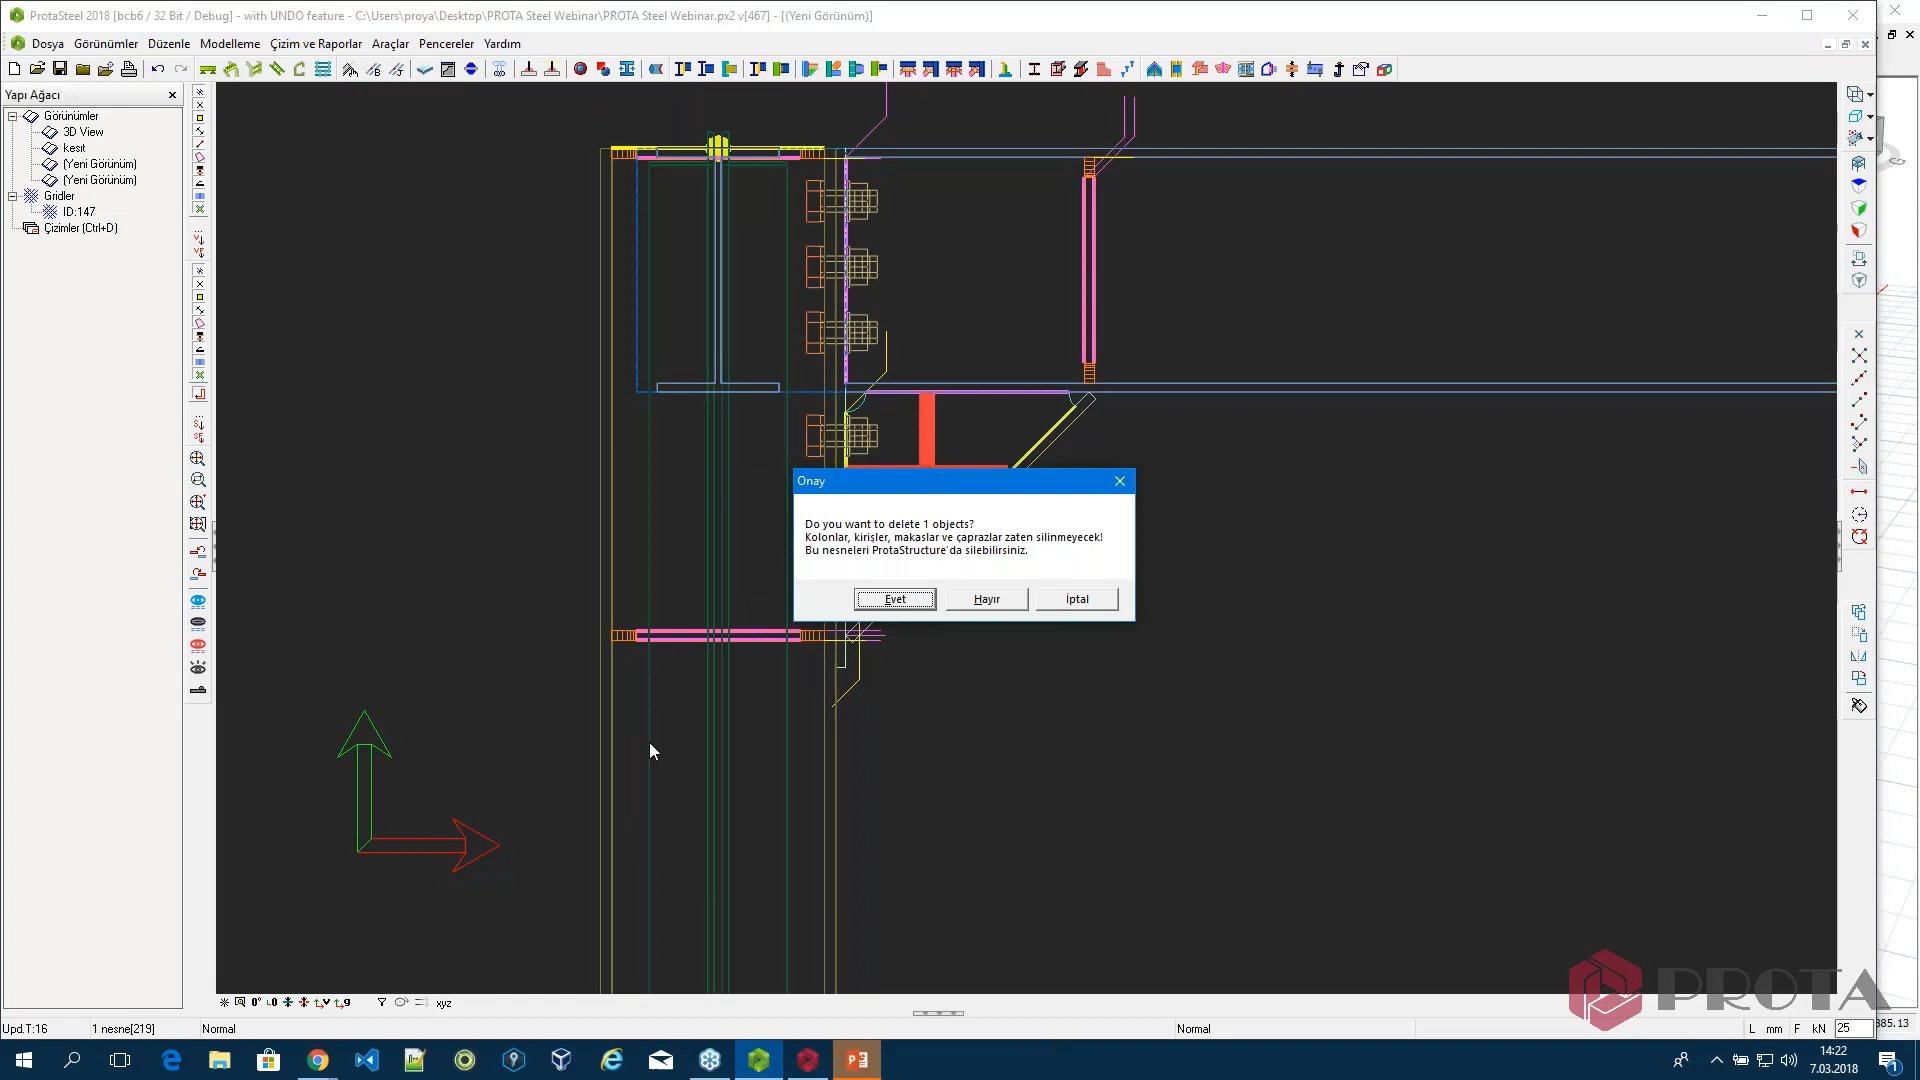 ProtaSteel 2018 [bcb6 / 32 Bit / Debug] - with UNDO feature - C:\Users\proya\Desktop\PROTA Steel Webinar\PROTA Steel Webinar.px2 v[467] - [(Yeni Görünüm)]
Dosya Görünümler Düzenle Modelleme Çizim ve Raporlar Araçlar Pencereler Yardım
Yapı Ağacı
Görünümler
3D View
kesit
(Yeni Görünüm)
(Yeni Görünüm)
Gridler
ID:147
Çizimler (Ctrl+D)
Onay
Do you want to delete 1 objects?
Kolonlar, kirişler, makaslar ve çaprazlar zaten silinmeyecek!
Bu nesneleri ProtaStructure'da silebilirsiniz.
Evet Hayır İptal
PROTA
xyz
Upd.T:16 1 nesne[219] Normal Normal L mm F kN 25 385.13
14:22
7.03.2018